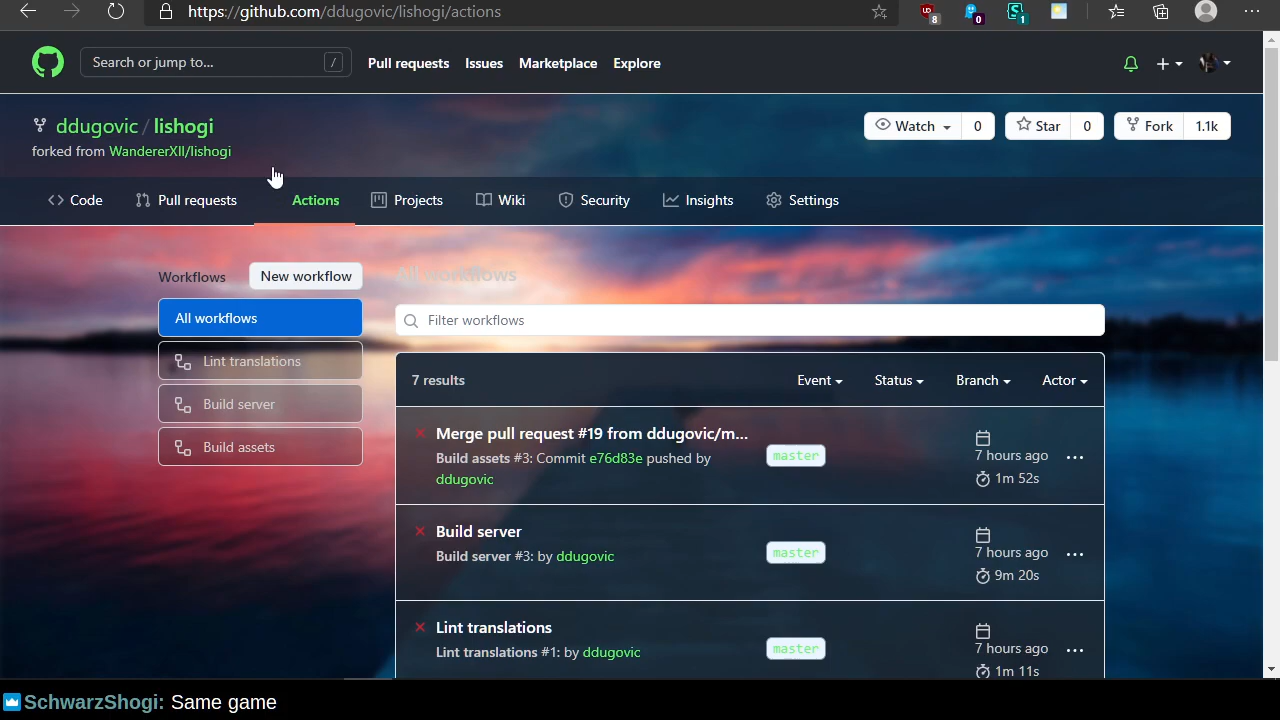 https://github.com/ddugovic/lishogi/actions
8
0
1
Search or jump to... /
Pull requests Issues Marketplace Explore
ddugovic / lishogi
Watch 0 Star 0 Fork 1.1k
forked from WandererXII/lishogi
Code Pull requests Actions Projects Wiki Security Insights Settings
Workflows New workflow All workflows
All workflows
Filter workflows
Lint translations
Build server
Build assets
7 results Event Status Branch Actor
Merge pull request #19 from ddugovic/m...
Build assets #3: Commit e76d83e pushed by
ddugovic
master
7 hours ago
1m 52s
Build server
Build server #3: by ddugovic
master
7 hours ago
9m 20s
Lint translations
Lint translations #1: by ddugovic
master
7 hours ago
1m 11s
SchwarzShogi: Same game